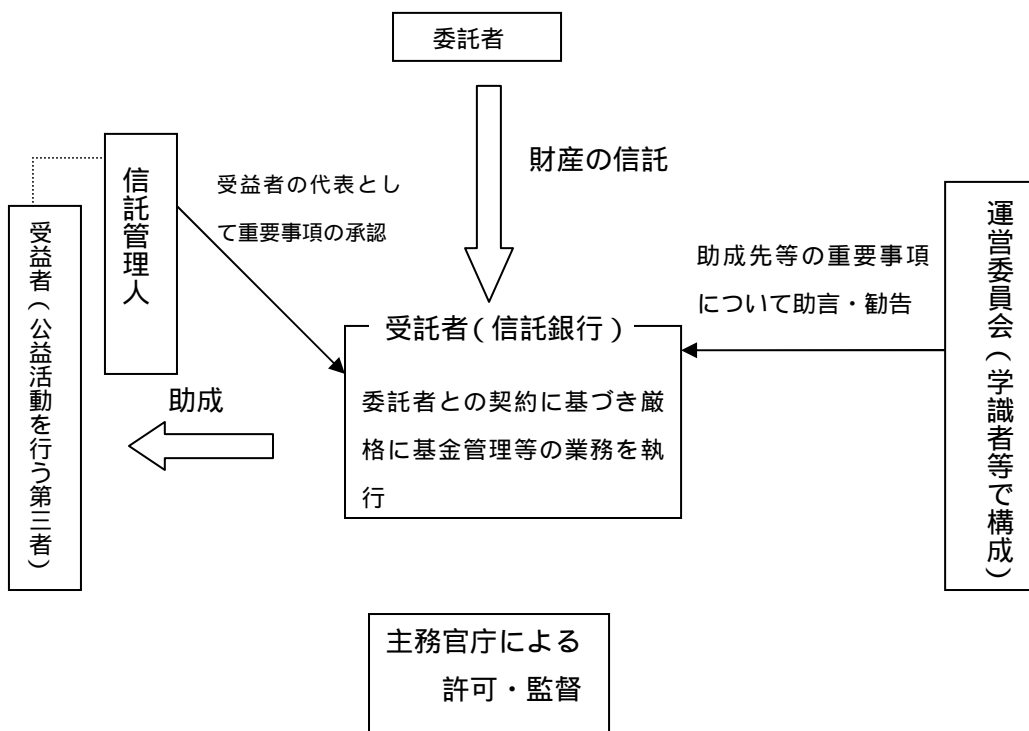 委託者
財産の信託
信託管理人
受益者の代表とし
て重要事項の承認
受益者(公益活動を行う第三者)
助成
受託者(信託銀行)
委託者との契約に基づき厳
格に基金管理等の業務を執
行
助成先等の重要事項
について助言・勧告
運営委員会(学識者等で構成)
主務官庁による
許可・監督